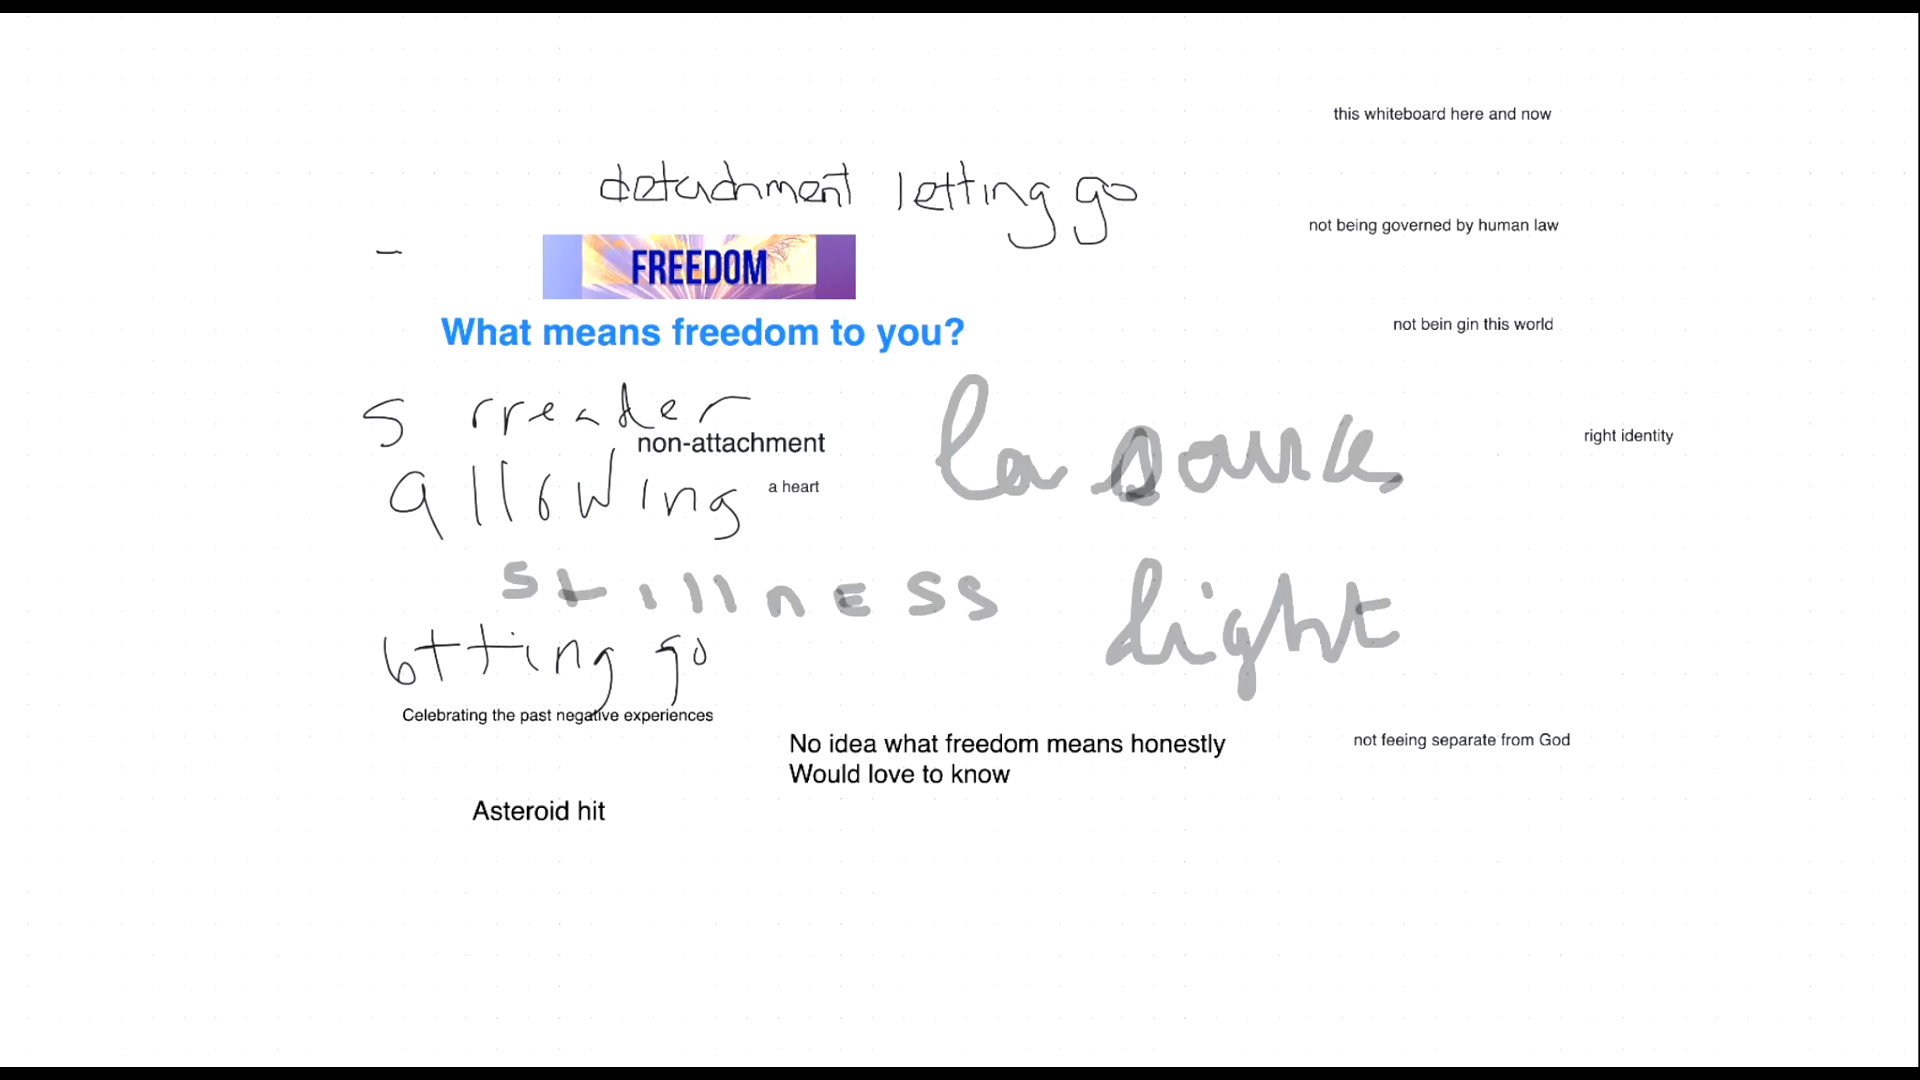 this whiteboard here and now
detachment letting go
not being governed by human law
FREEDOM
What means freedom to you?
not bein gin this world
s rrender
non-attachment
right identity
allowing
a heart
la source
stillnESS
light
tting go
Celebrating the past negative experiences
No idea what freedom means honestly
Would love to know
not feeing separate from God
Asteroid hit